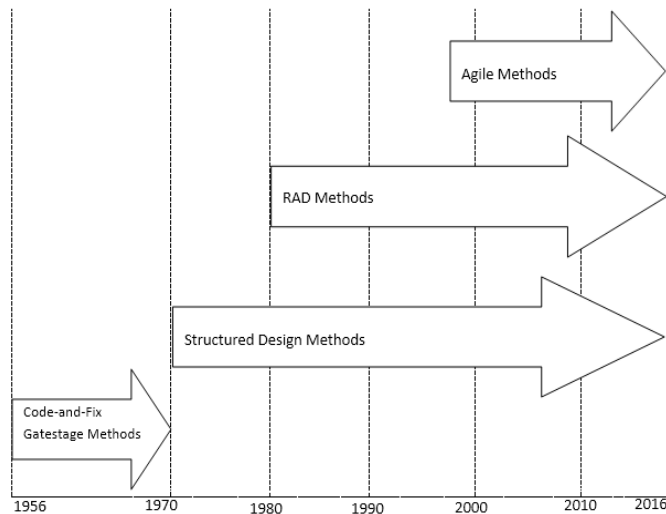 Agile Methods
RAD Methods
Structured Design Methods
Code-and-Fix
Gatestage Methods
1956 1970 1980 1990 2000 2010 2016